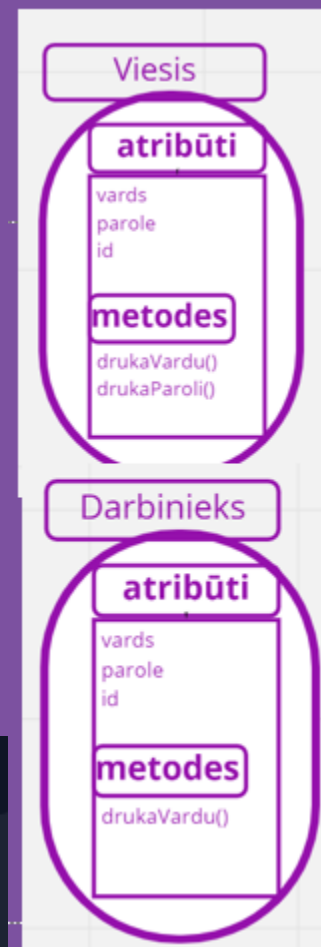 Viesis
atribūti
vards
parole
id
metodes
drukaVardu()
drukaParoli()
Darbinieks
atribūti
vards
parole
id
metodes
drukaVardu()